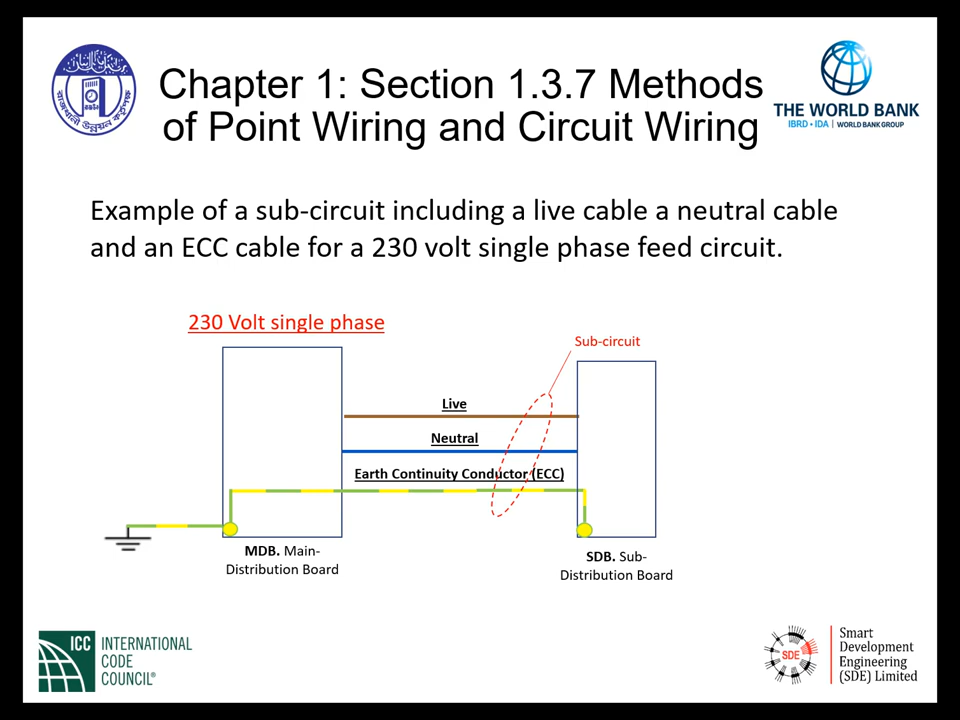 Chapter 1: Section 1.3.7 Methods
of Point Wiring and Circuit Wiring
THE WORLD BANK
IBRD • IDA | WORLD BANK GROUP
Example of a sub-circuit including a live cable a neutral cable
and an ECC cable for a 230 volt single phase feed circuit.
230 Volt single phase
Sub-circuit
Live
Neutral
Earth Continuity Conductor (ECC)
MDB. Main-
Distribution Board
SDB. Sub-
Distribution Board
ICC
INTERNATIONAL
CODE
COUNCIL®
SDE
Smart
Development
Engineering
(SDE) Limited